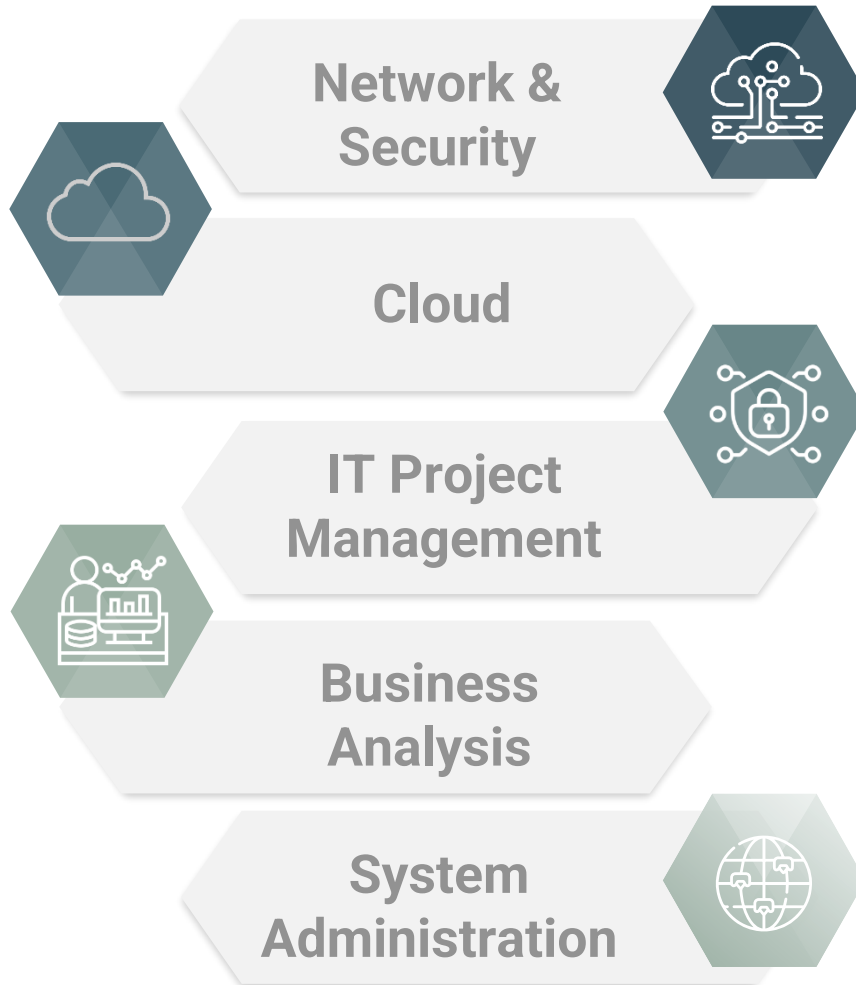 Network &
Security
Cloud
IT Project
Management
Business
Analysis
System
Administration